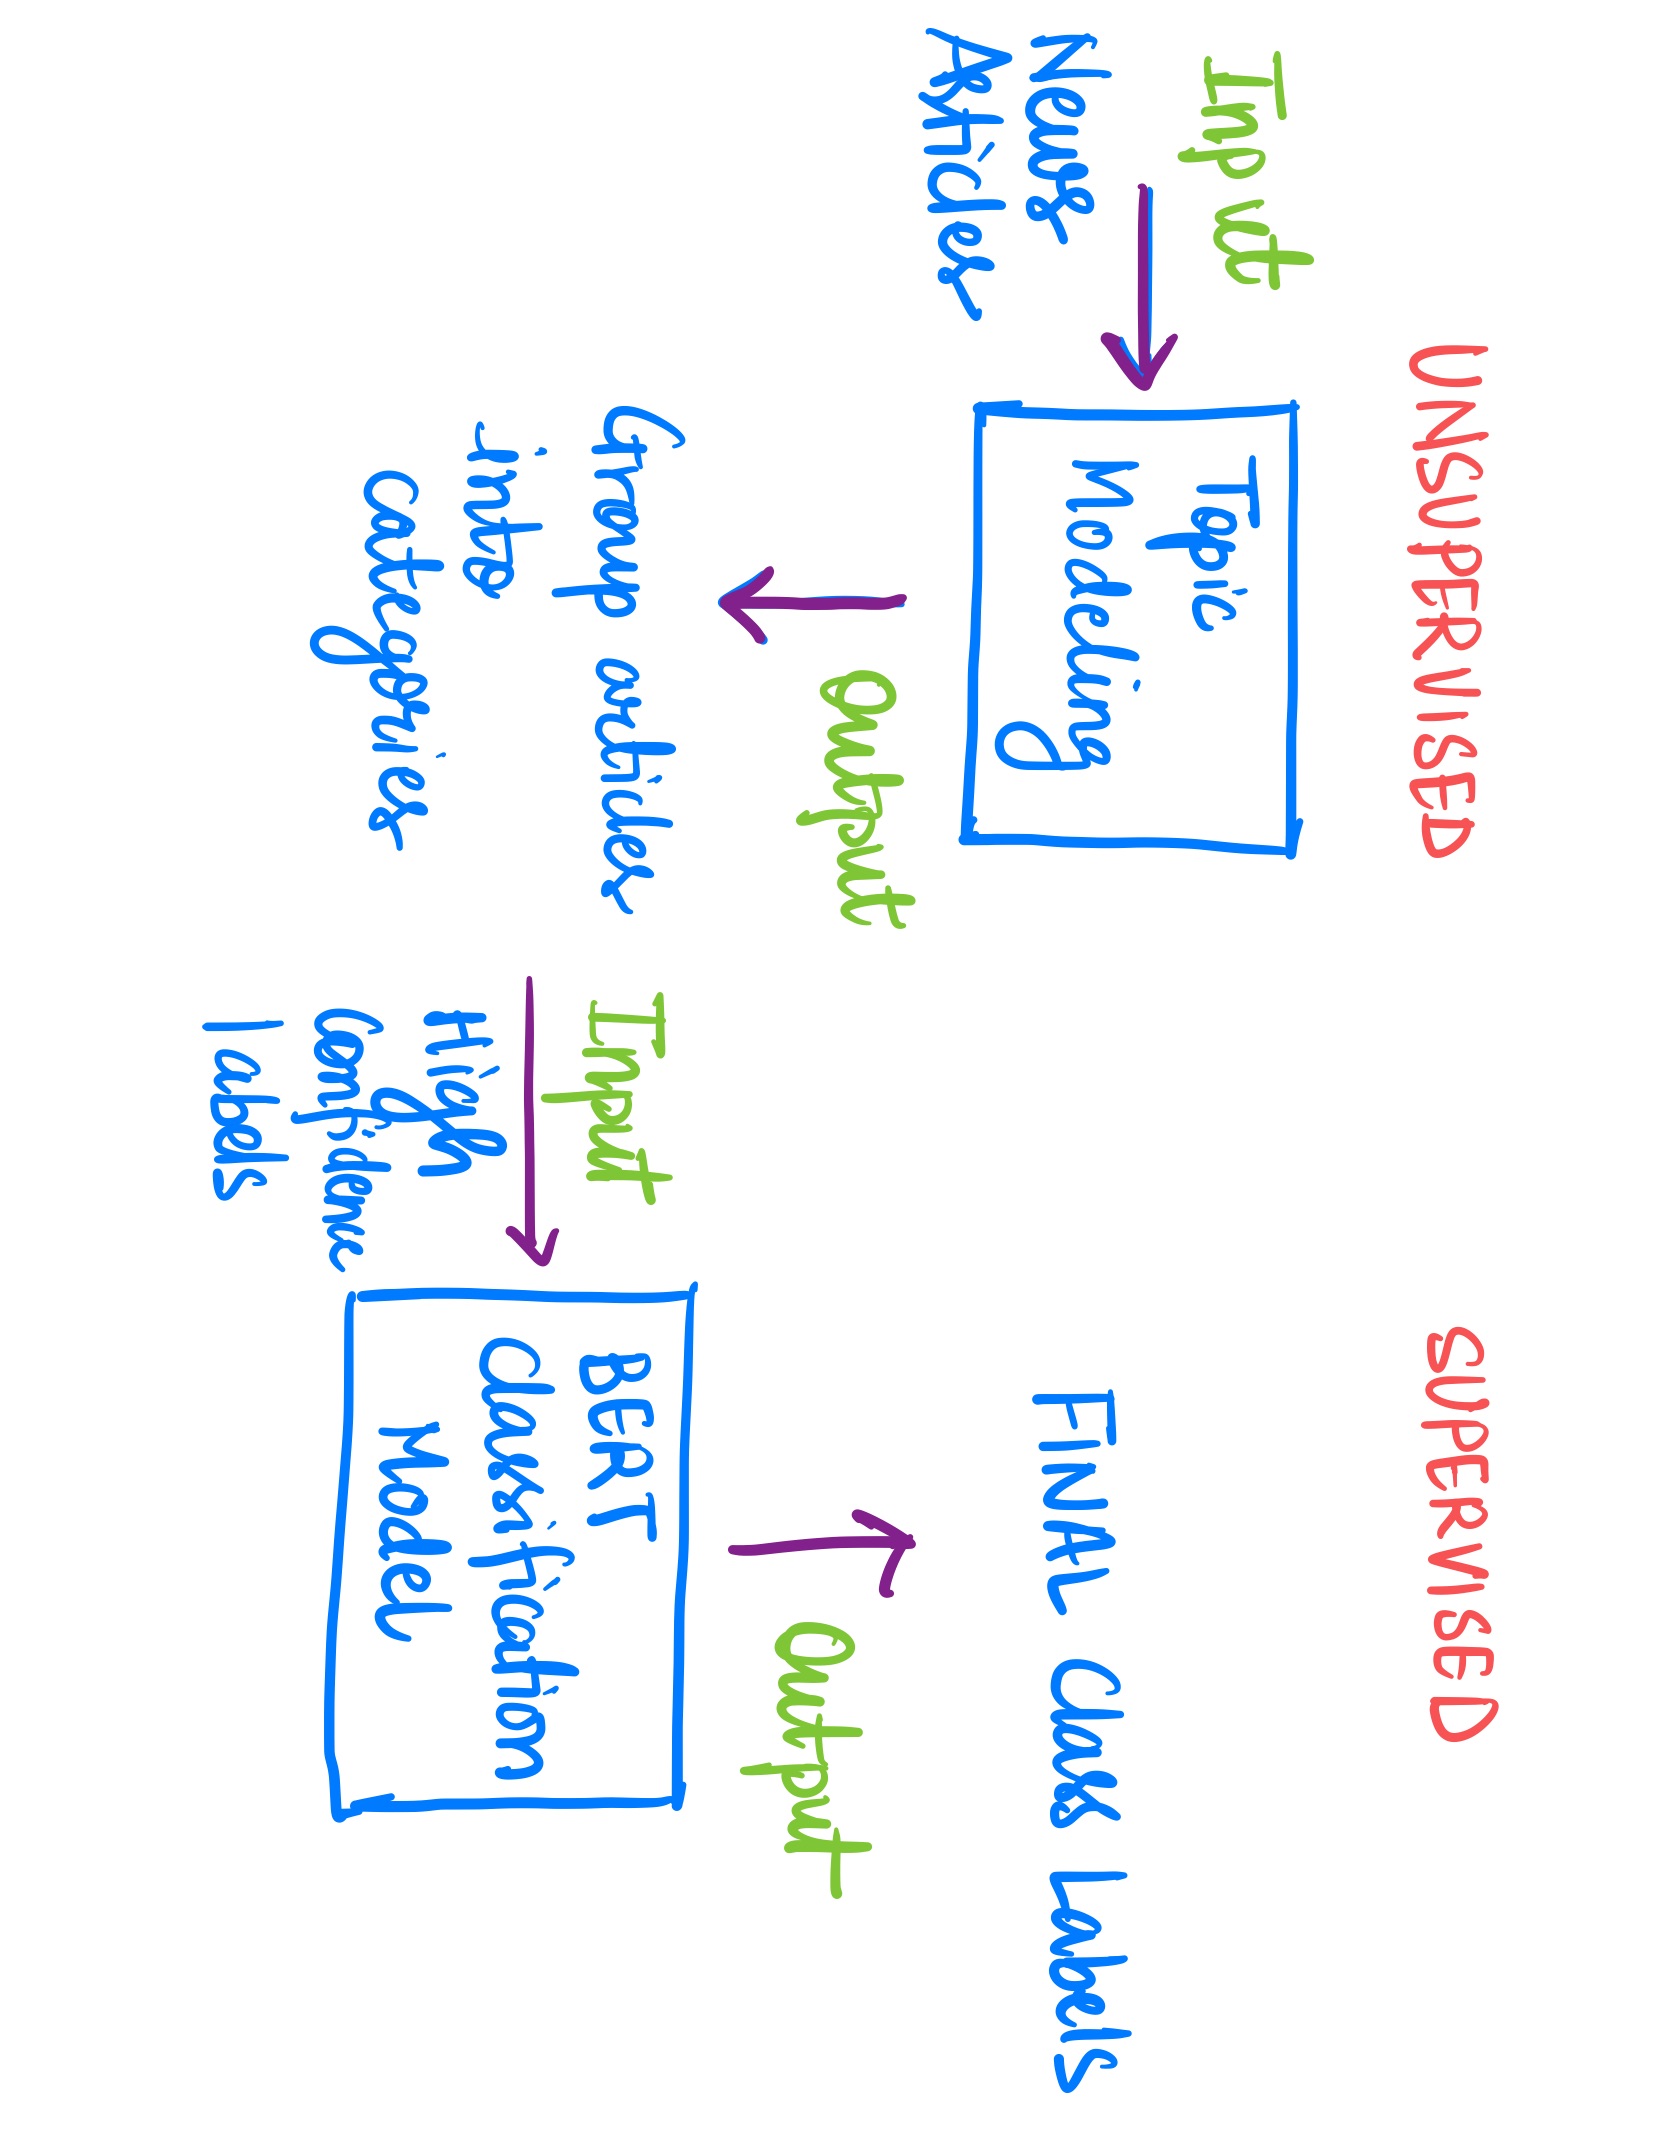 UNSUPERVISED
SUPERVISED
Input
News
Articles
Topic
Modeling
Output
Group articles
into
categories
Input
High
labels
BERT
Classification
Model
Output
FINAL Class Labels